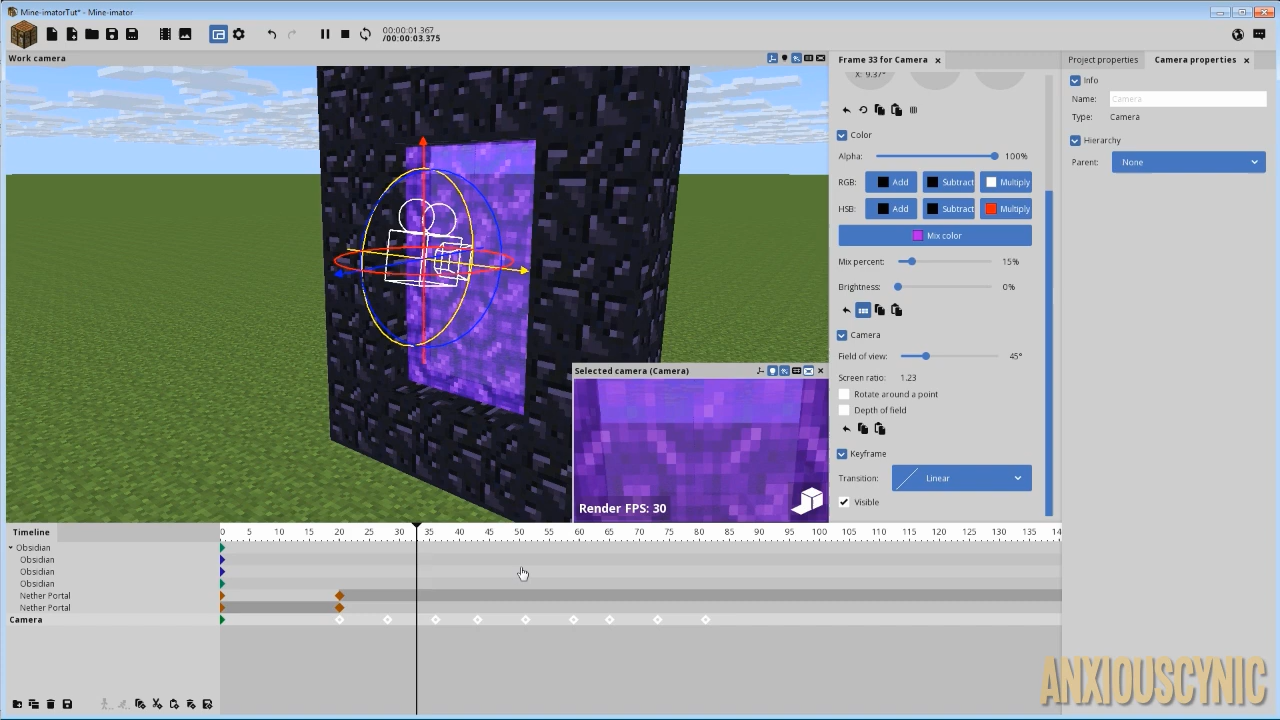 Mine-imatorTut* - Mine-imator
00:00:01.367
/00:00:03.375
Work camera
Frame 33 for Camera
X: 9.37°
Color
Alpha: 100%
RGB: Add Subtract Multiply
HSB: Add Subtract Multiply
Mix color
Mix percent: 15%
Brightness: 0%
Camera
Field of view: 45°
Screen ratio: 1.23
Rotate around a point
Depth of field
Keyframe
Transition: Linear
Visible
Project properties Camera properties
Info
Name: Camera
Type: Camera
Hierarchy
Parent: None
Selected camera (Camera)
Render FPS: 30
Timeline
0 5 10 15 20 25 30 35 40 45 50 55 60 65 70 75 80 85 90 95 100 105 110 115 120 125 130 135 14
Obsidian
Obsidian
Obsidian
Obsidian
Nether Portal
Nether Portal
Camera
ANXIOUSCYNIC